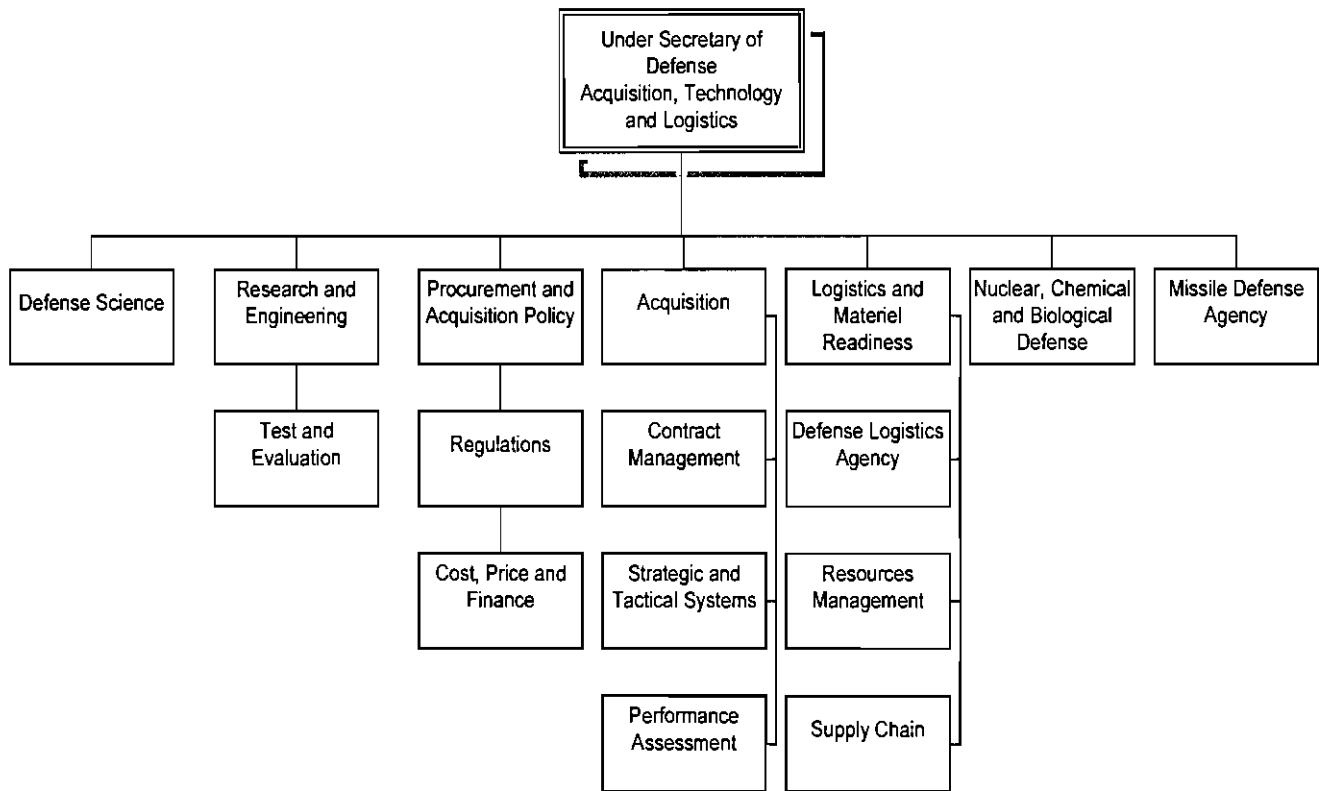 Under Secretary of
Defense
Acquisition, Technology
and Logistics
Defense Science
Research and
Engineering
Procurement and
Acquisition Policy
Acquisition
Logistics and
Materiel
Readiness
Nuclear, Chemical
and Biological
Defense
Missile Defense
Agency
Test and
Evaluation
Regulations
Contract
Management
Defense Logistics
Agency
Cost, Price and
Finance
Strategic and
Tactical Systems
Resources
Management
Performance
Assessment
Supply Chain